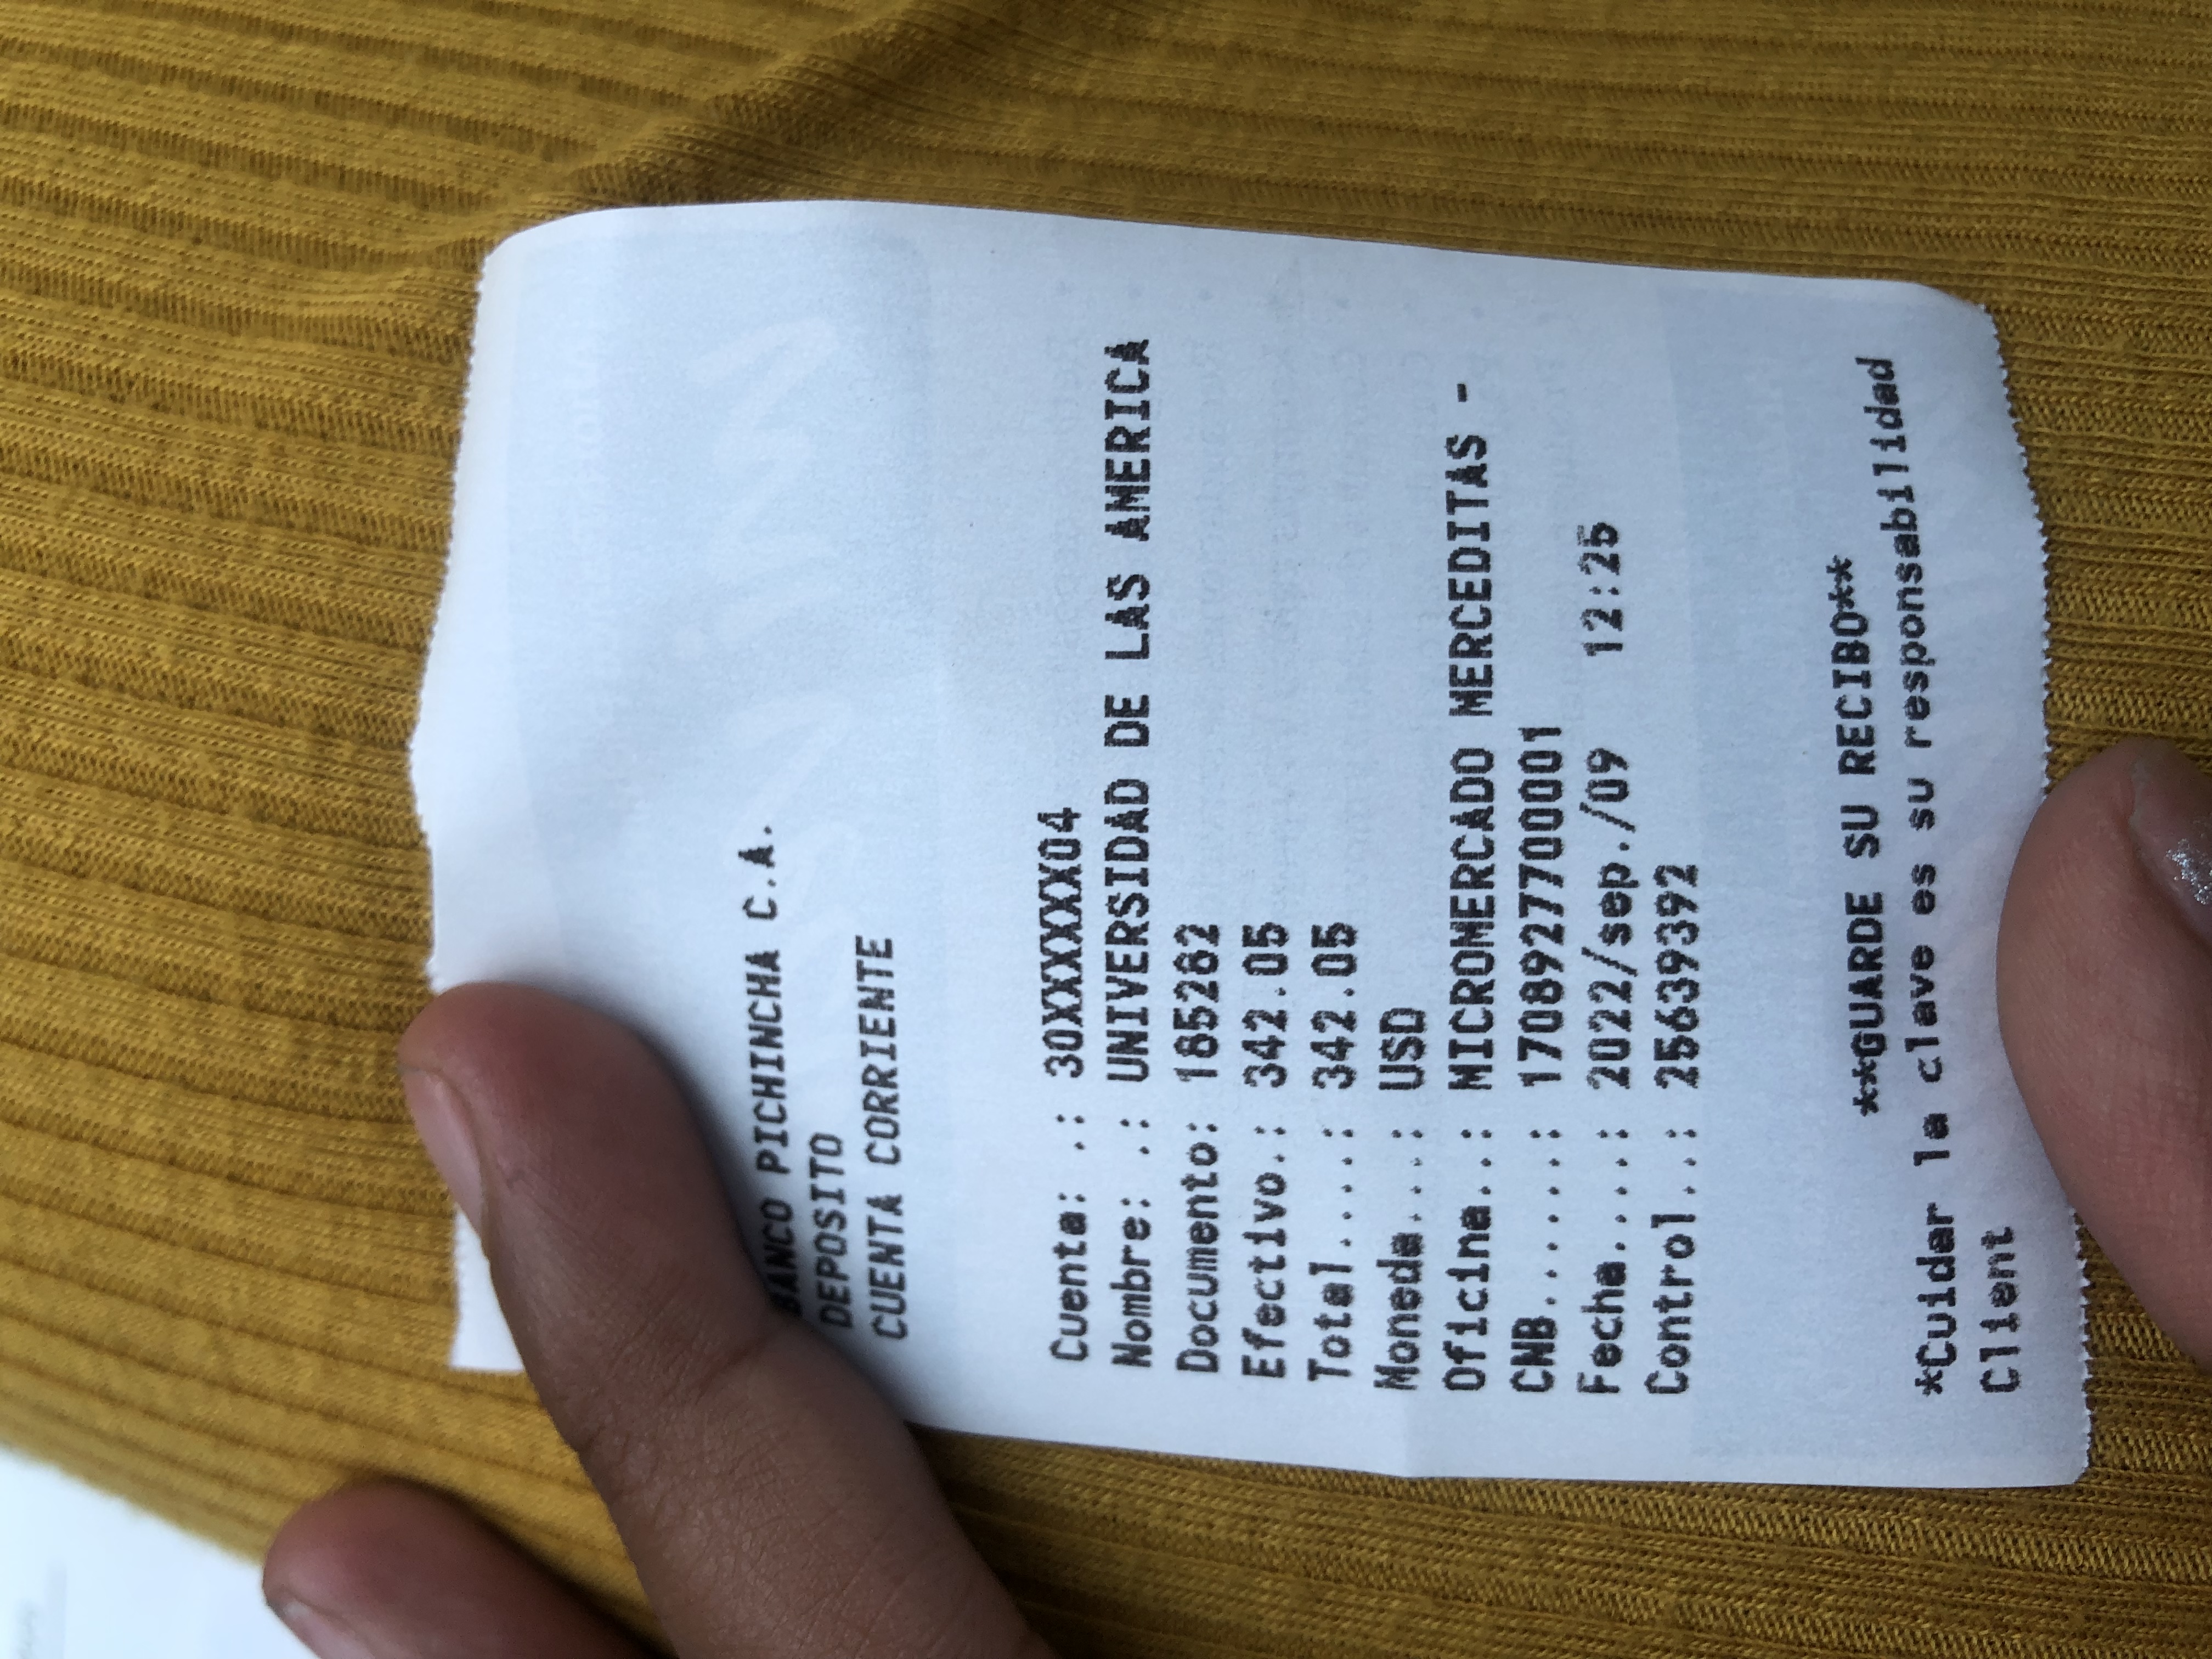 BANCO PICHINCHA C.A.
DEPOSITO
CUENTA CORRIENTE
Cuenta: .: 30XXXXXX04
Nombre: .: UNIVERSIDAD DE LAS AMERICA
Documento: 185282
Efectivo.: 342.05
Total....: 342.05
Moneda...: USD
Oficina..: MICROMERCADO MERCEDITAS -
CNB......: 1708927700001
Fecha....: 2022/sep./09 12:25
Control..: 25639392
**GUARDE SU RECIBO**
*Cuidar la clave es su responsabilidad
Client